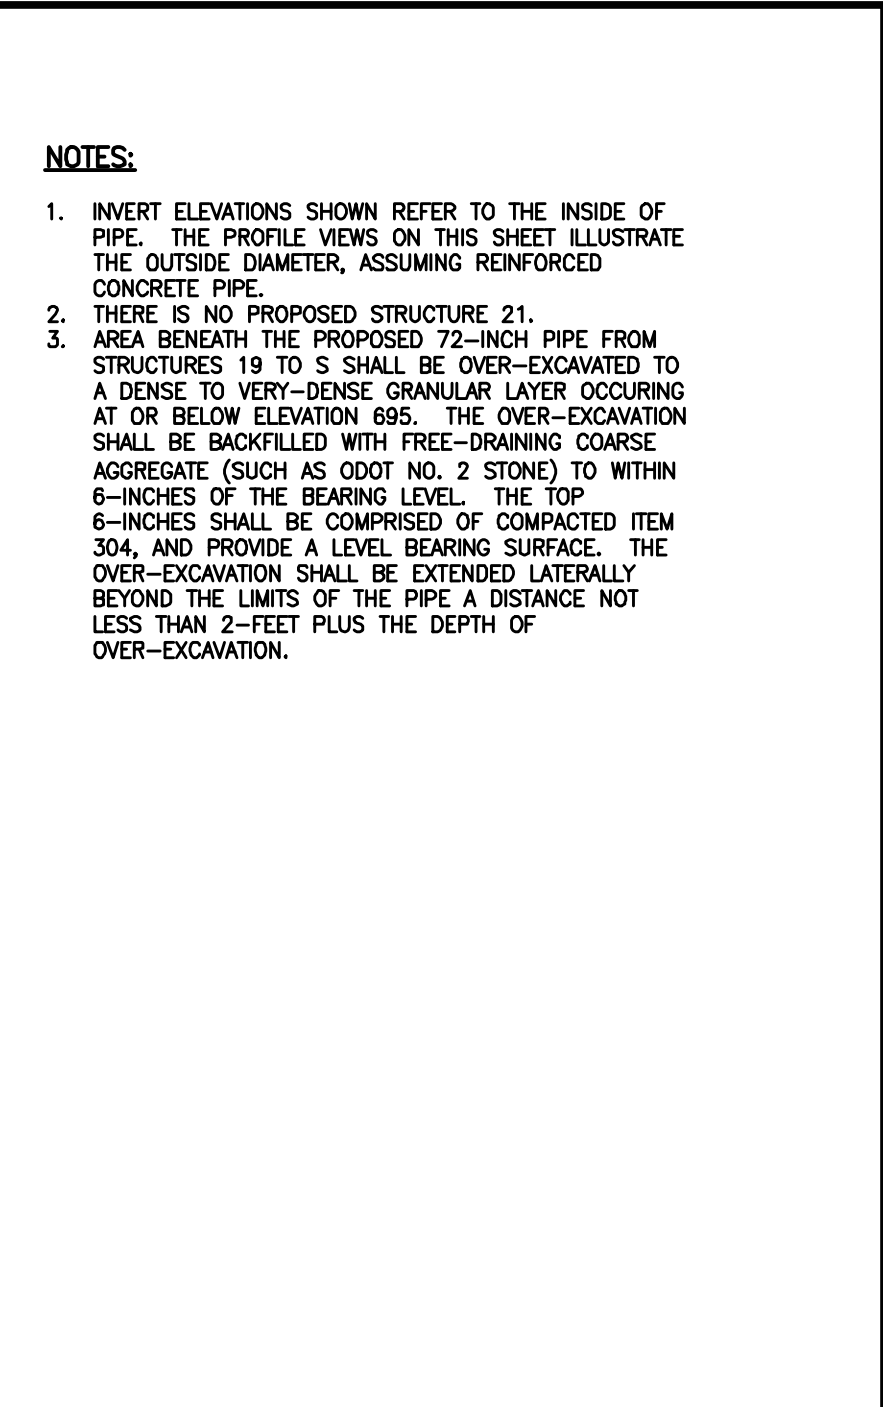 NOTES:
1. INVERT ELEVATIONS SHOWN REFER TO THE INSIDE OF
PIPE. THE PROFILE VIEWS ON THIS SHEET ILLUSTRATE
THE OUTSIDE DIAMETER, ASSUMING REINFORCED
CONCRETE PIPE.
2. THERE IS NO PROPOSED STRUCTURE 21.
3. AREA BENEATH THE PROPOSED 72-INCH PIPE FROM
STRUCTURES 19 TO S SHALL BE OVER-EXCAVATED TO
A DENSE TO VERY-DENSE GRANULAR LAYER OCCURING
AT OR BELOW ELEVATION 695. THE OVER-EXCAVATION
SHALL BE BACKFILLED WITH FREE-DRAINING COARSE
AGGREGATE (SUCH AS ODOT NO. 2 STONE) TO WITHIN
6-INCHES OF THE BEARING LEVEL. THE TOP
6-INCHES SHALL BE COMPRISED OF COMPACTED ITEM
304, AND PROVIDE A LEVEL BEARING SURFACE. THE
OVER-EXCAVATION SHALL BE EXTENDED LATERALLY
BEYOND THE LIMITS OF THE PIPE A DISTANCE NOT
LESS THAN 2-FEET PLUS THE DEPTH OF
OVER-EXCAVATION.